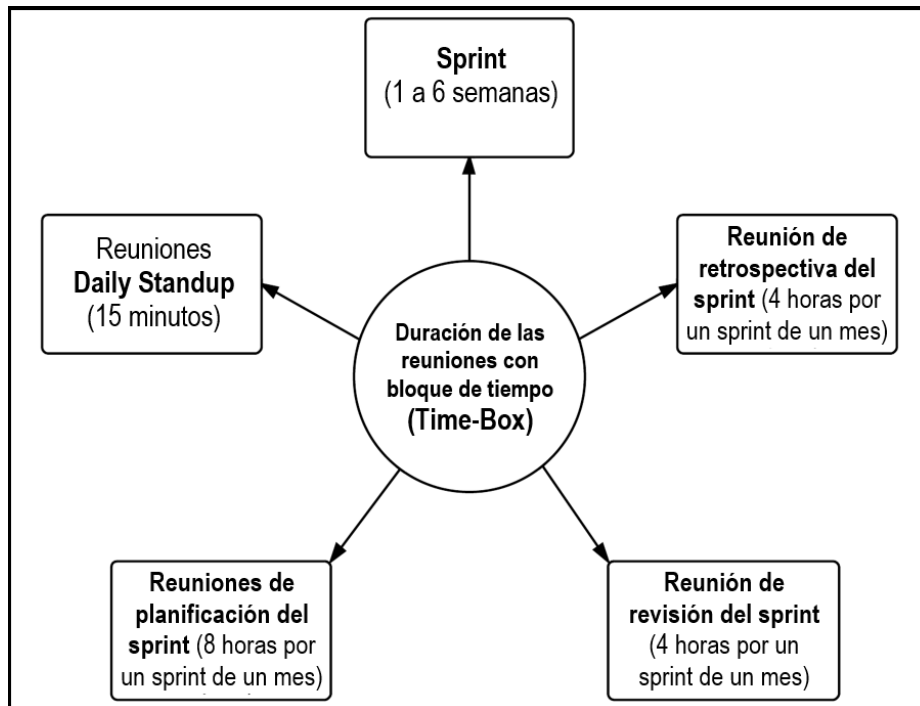 Sprint
(1 a 6 semanas)
Reuniones
Daily Standup
(15 minutos)
Reunión de
retrospectiva del
sprint (4 horas por
un sprint de un mes)
Duración de las
reuniones con
bloque de tiempo
(Time-Box)
Reuniones de
planificación del
sprint (8 horas por
un sprint de un mes)
Reunión de
revisión del sprint
(4 horas por un
sprint de un mes)